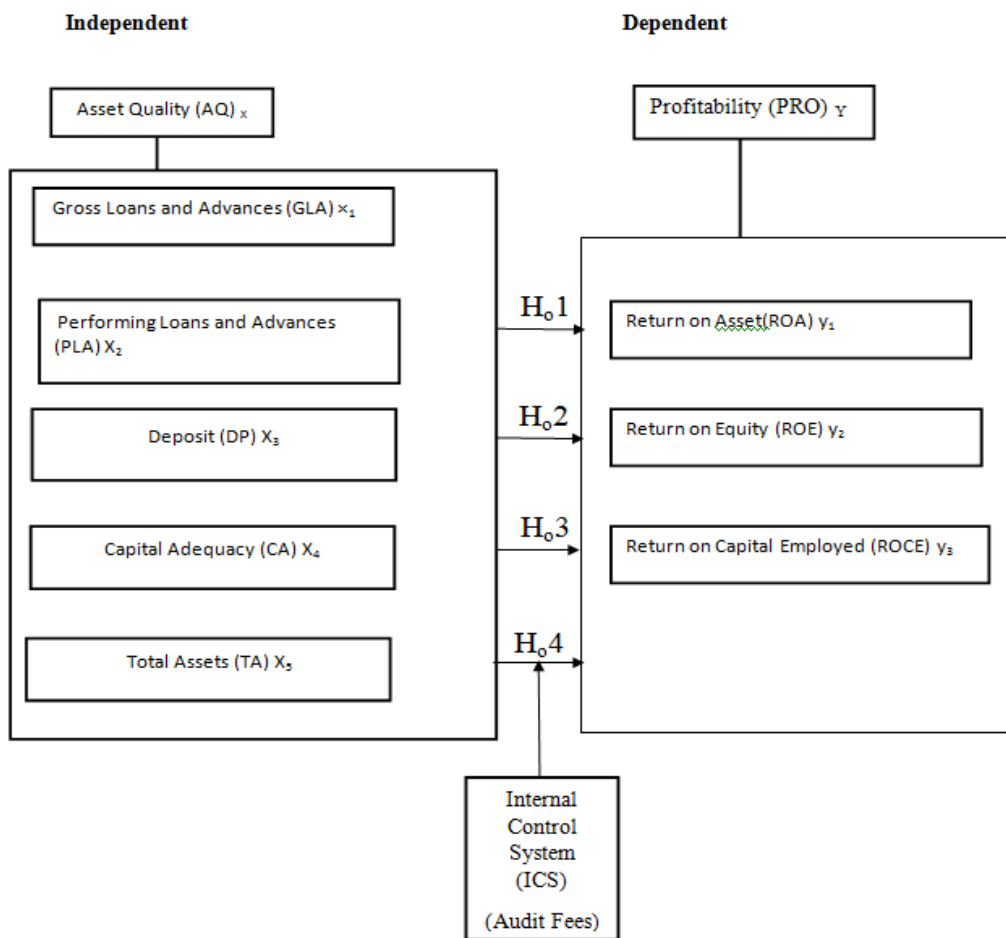 Independent
Dependent
Asset Quality (AQ) x
Profitability (PRO) Y
Gross Loans and Advances (GLA) x₁
Performing Loans and Advances
(PLA) X₂
Deposit (DP) X₃
Capital Adequacy (CA) X₄
Total Assets (TA) X₅
Hₒ1
Hₒ2
Hₒ3
Hₒ4
Return on Asset(ROA) y₁
Return on Equity (ROE) y₂
Return on Capital Employed (ROCE) y₃
Internal
Control
System
(ICS)
(Audit Fees)